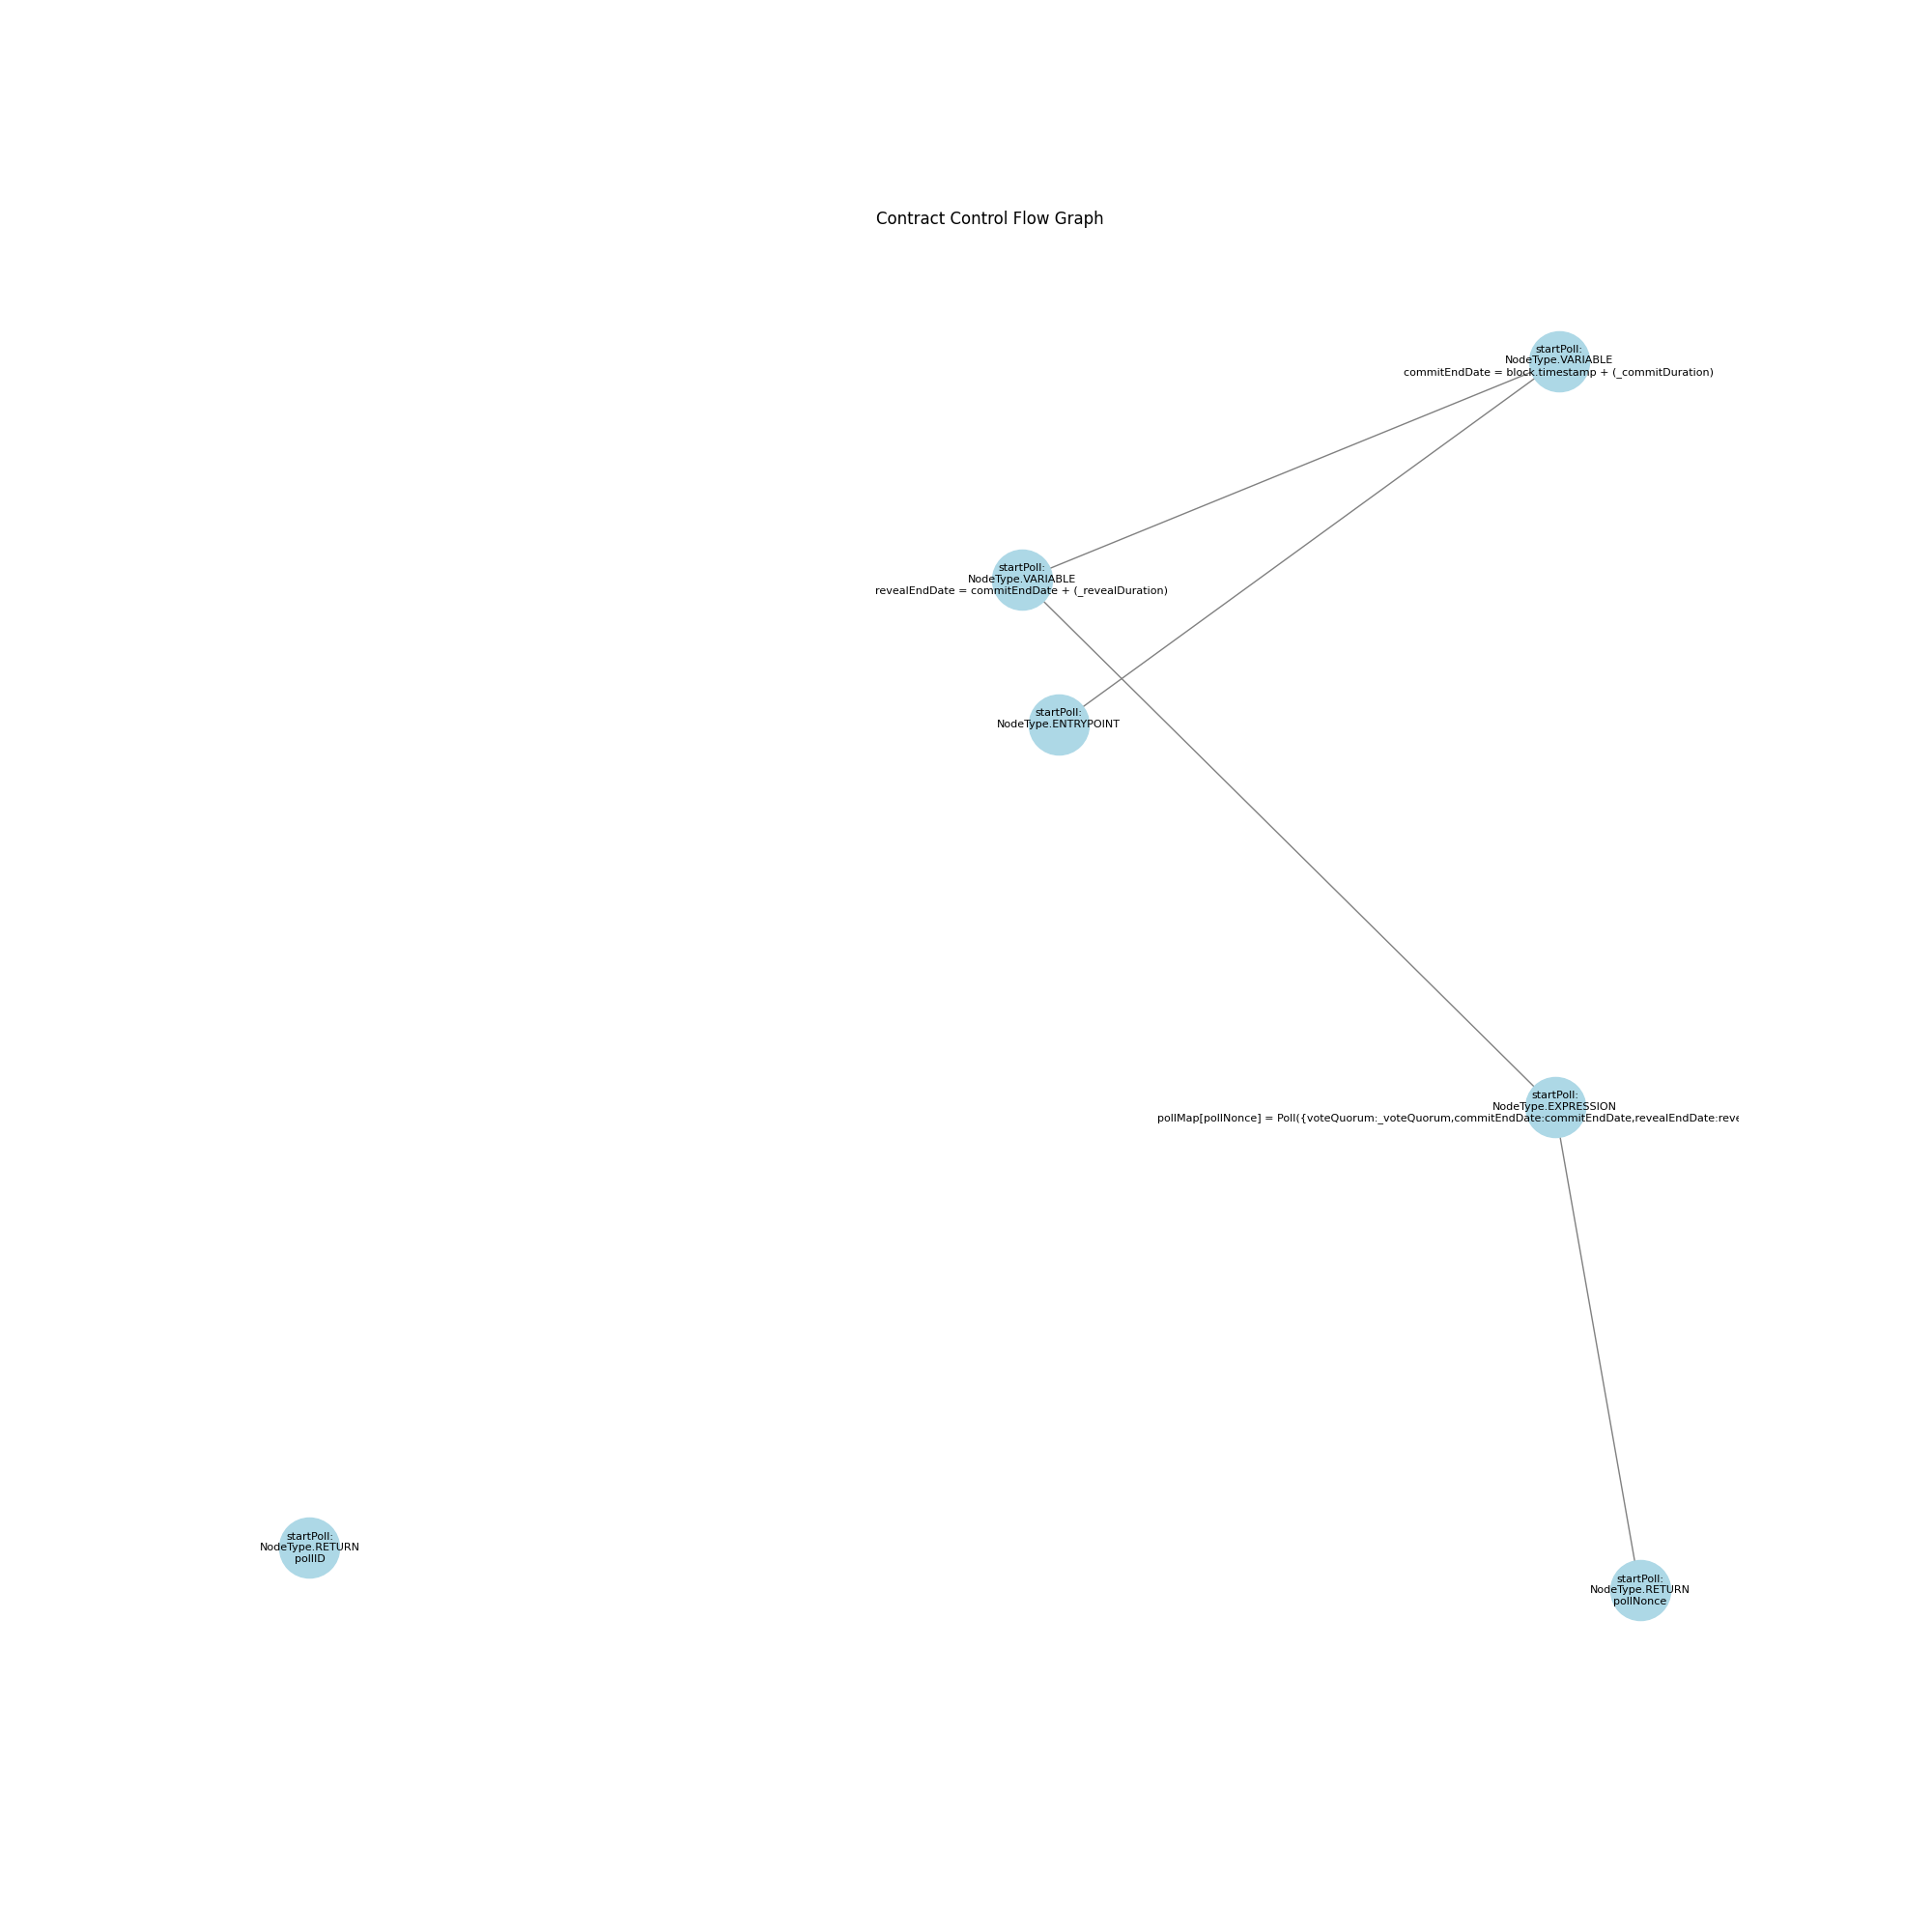 Contract Control Flow Graph
startPoll:
NodeType.VARIABLE
commitEndDate = block.timestamp + (_commitDuration)
startPoll:
NodeType.VARIABLE
revealEndDate = commitEndDate + (_revealDuration)
startPoll:
NodeType.ENTRYPOINT
startPoll:
NodeType.EXPRESSION
pollMap[pollNonce] = Poll({voteQuorum:_voteQuorum,commitEndDate:commitEndDate,revealEndDate:reve
startPoll:
NodeType.RETURN
pollID
startPoll:
NodeType.RETURN
pollNonce